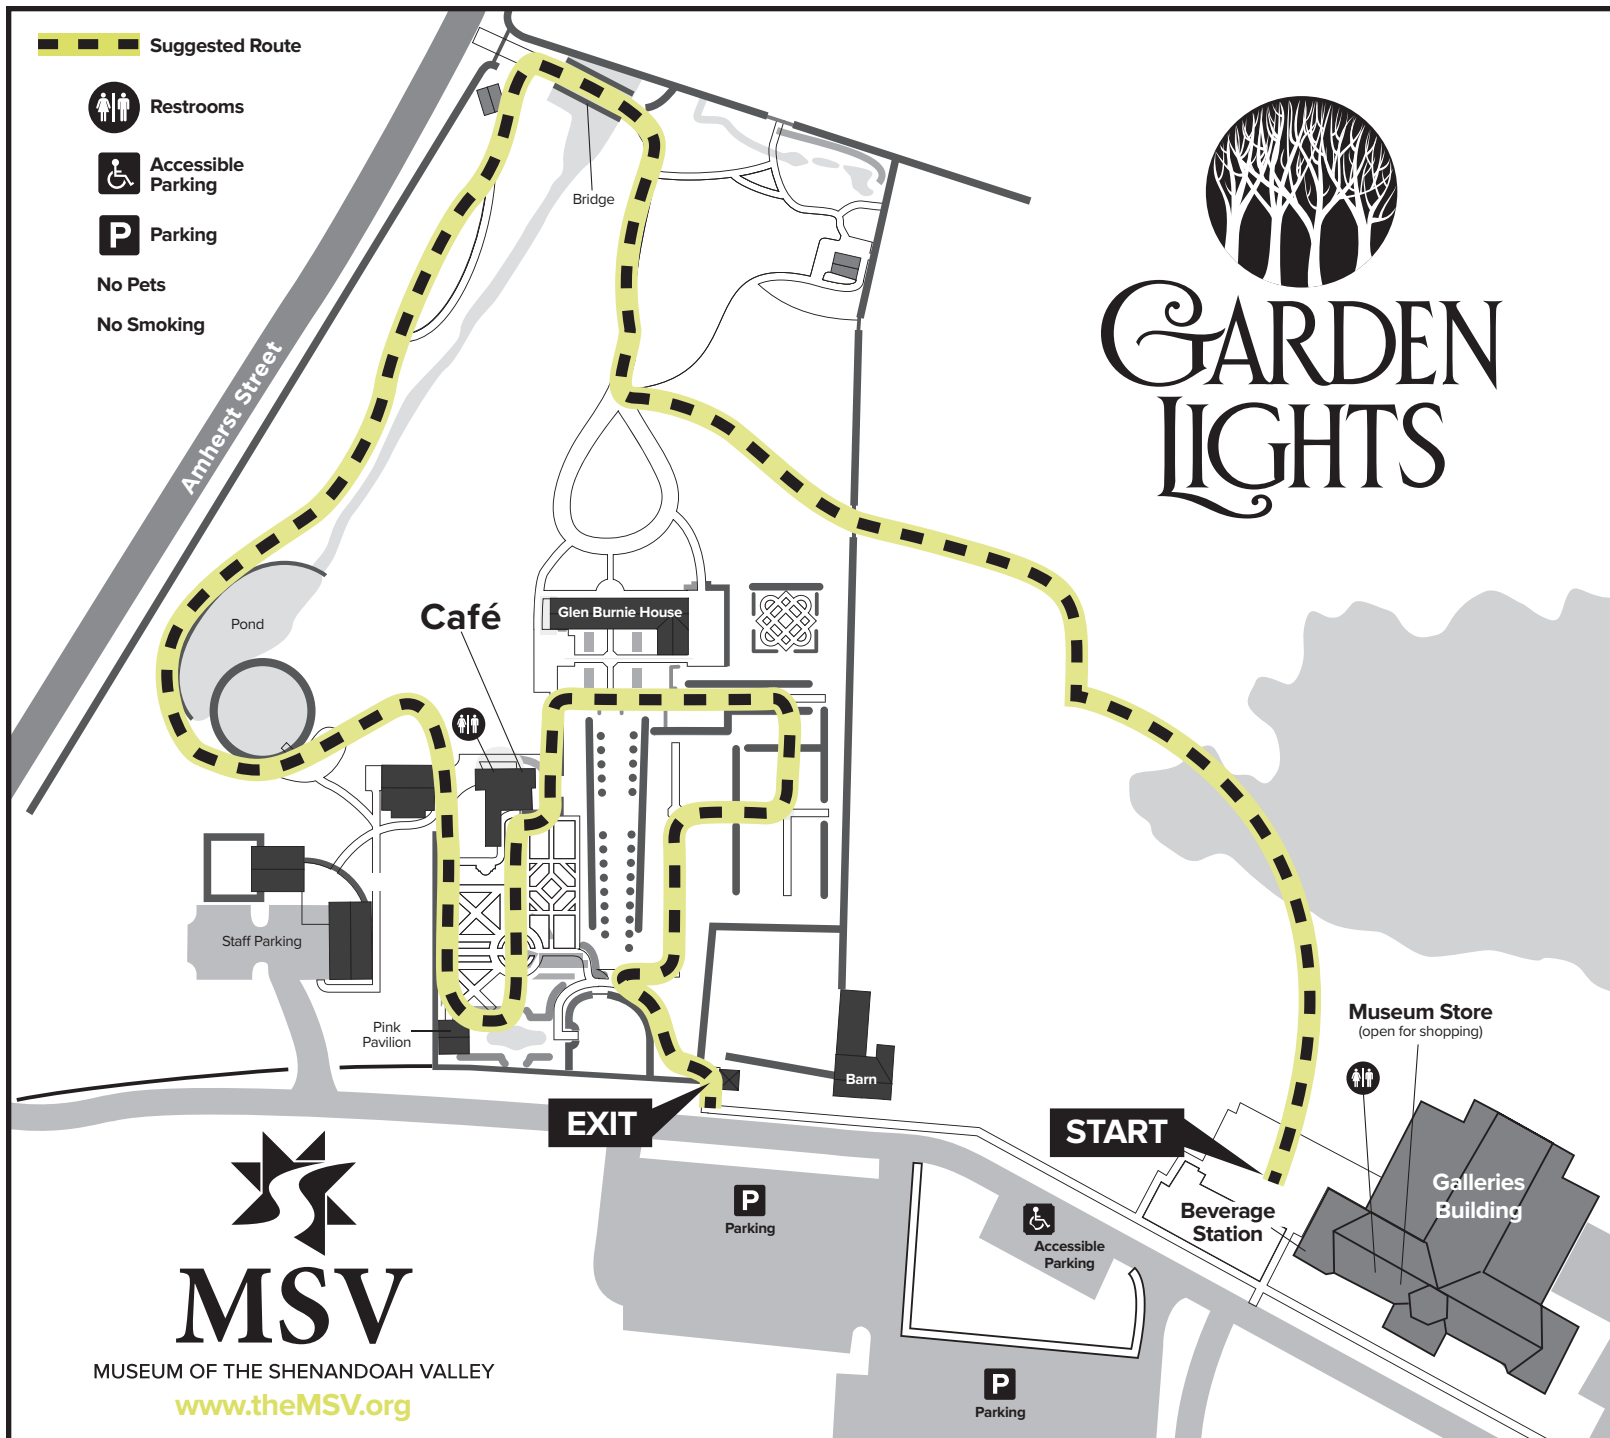 Suggested Route
Restrooms
Accessible
Parking
P
Parking
No Pets
No Smoking
Amherst Street
Bridge
GARDEN
LIGHTS
Pond
Café
Glen Burnie House
Staff Parking
Pink
Pavilion
Barn
EXIT
START
Museum Store
(open for shopping)
Galleries
Building
Beverage
Station
P
Parking
Accessible
Parking
P
Parking
MSV
MUSEUM OF THE SHENANDOAH VALLEY
www.theMSV.org